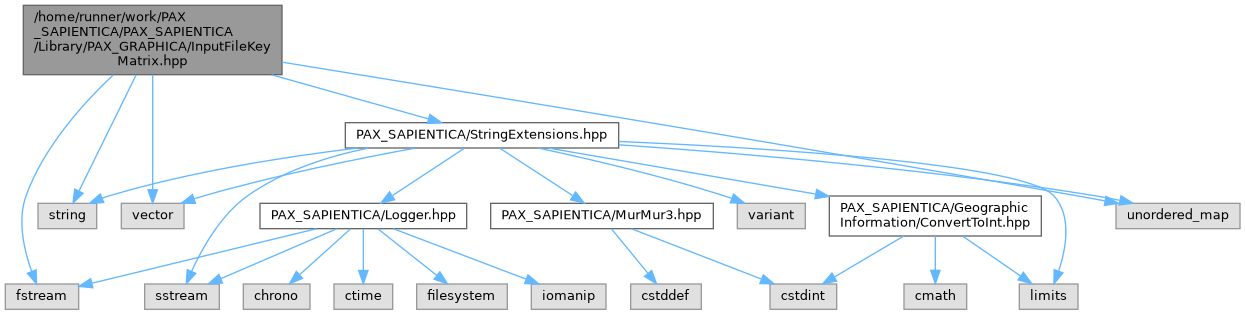 /home/runner/work/PAX
_SAPIENTICA/PAX_SAPIENTICA
/Library/PAX_GRAPHICA/InputFileKey
Matrix.hpp
PAX_SAPIENTICA/StringExtensions.hpp
string
vector
PAX_SAPIENTICA/Logger.hpp
PAX_SAPIENTICA/MurMur3.hpp
variant
PAX_SAPIENTICA/Geographic
Information/ConvertToInt.hpp
unordered_map
fstream
sstream
chrono
ctime
filesystem
iomanip
cstddef
cstdint
cmath
limits